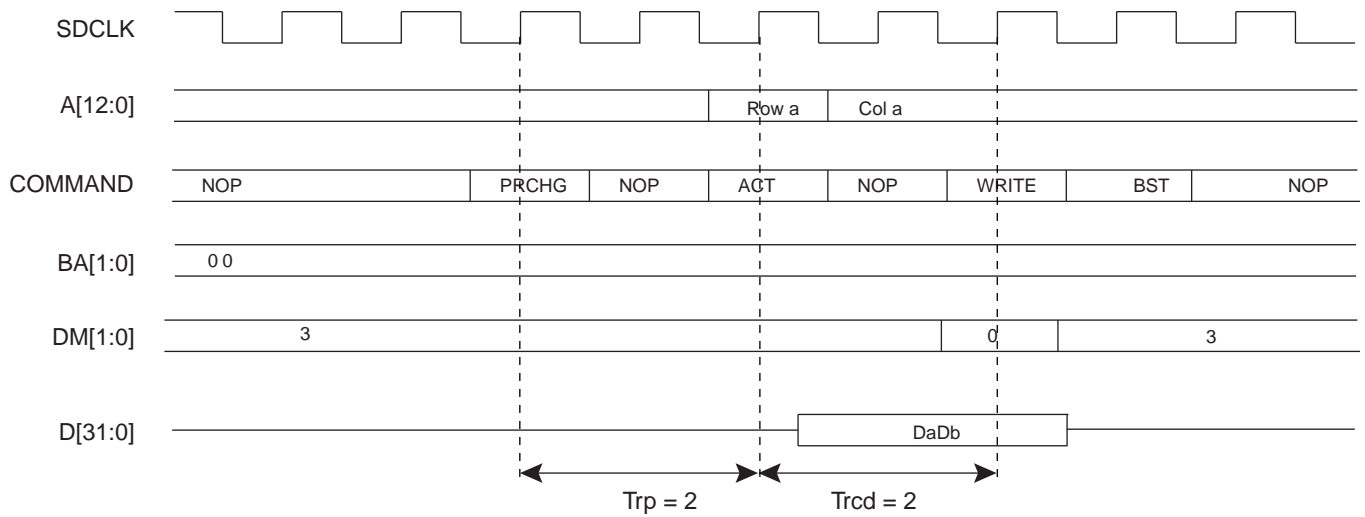 SDCLK
A[12:0] Row a Col a
COMMAND NOP PRCHG NOP ACT NOP WRITE BST NOP
BA[1:0] 0 0
DM[1:0] 3 0 3
D[31:0] DaDb
Trp = 2 Trcd = 2